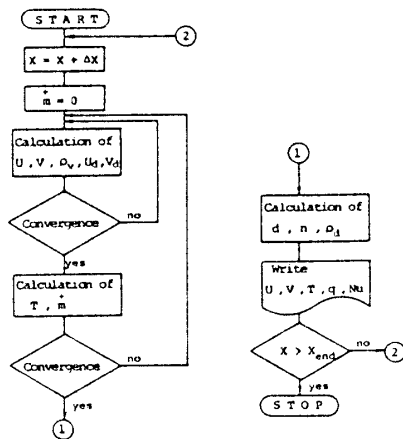 START
2
X = X + ΔX
ṁ = 0
Calculation of
U , V , ρv, Ud, Vd
Convergence
no
yes
Calculation of
T , ṁ
Convergence
no
yes
1
1
Calculation of
d , n , ρd
Write
U, V, T, q, Nu
X > Xend
no
2
yes
STOP